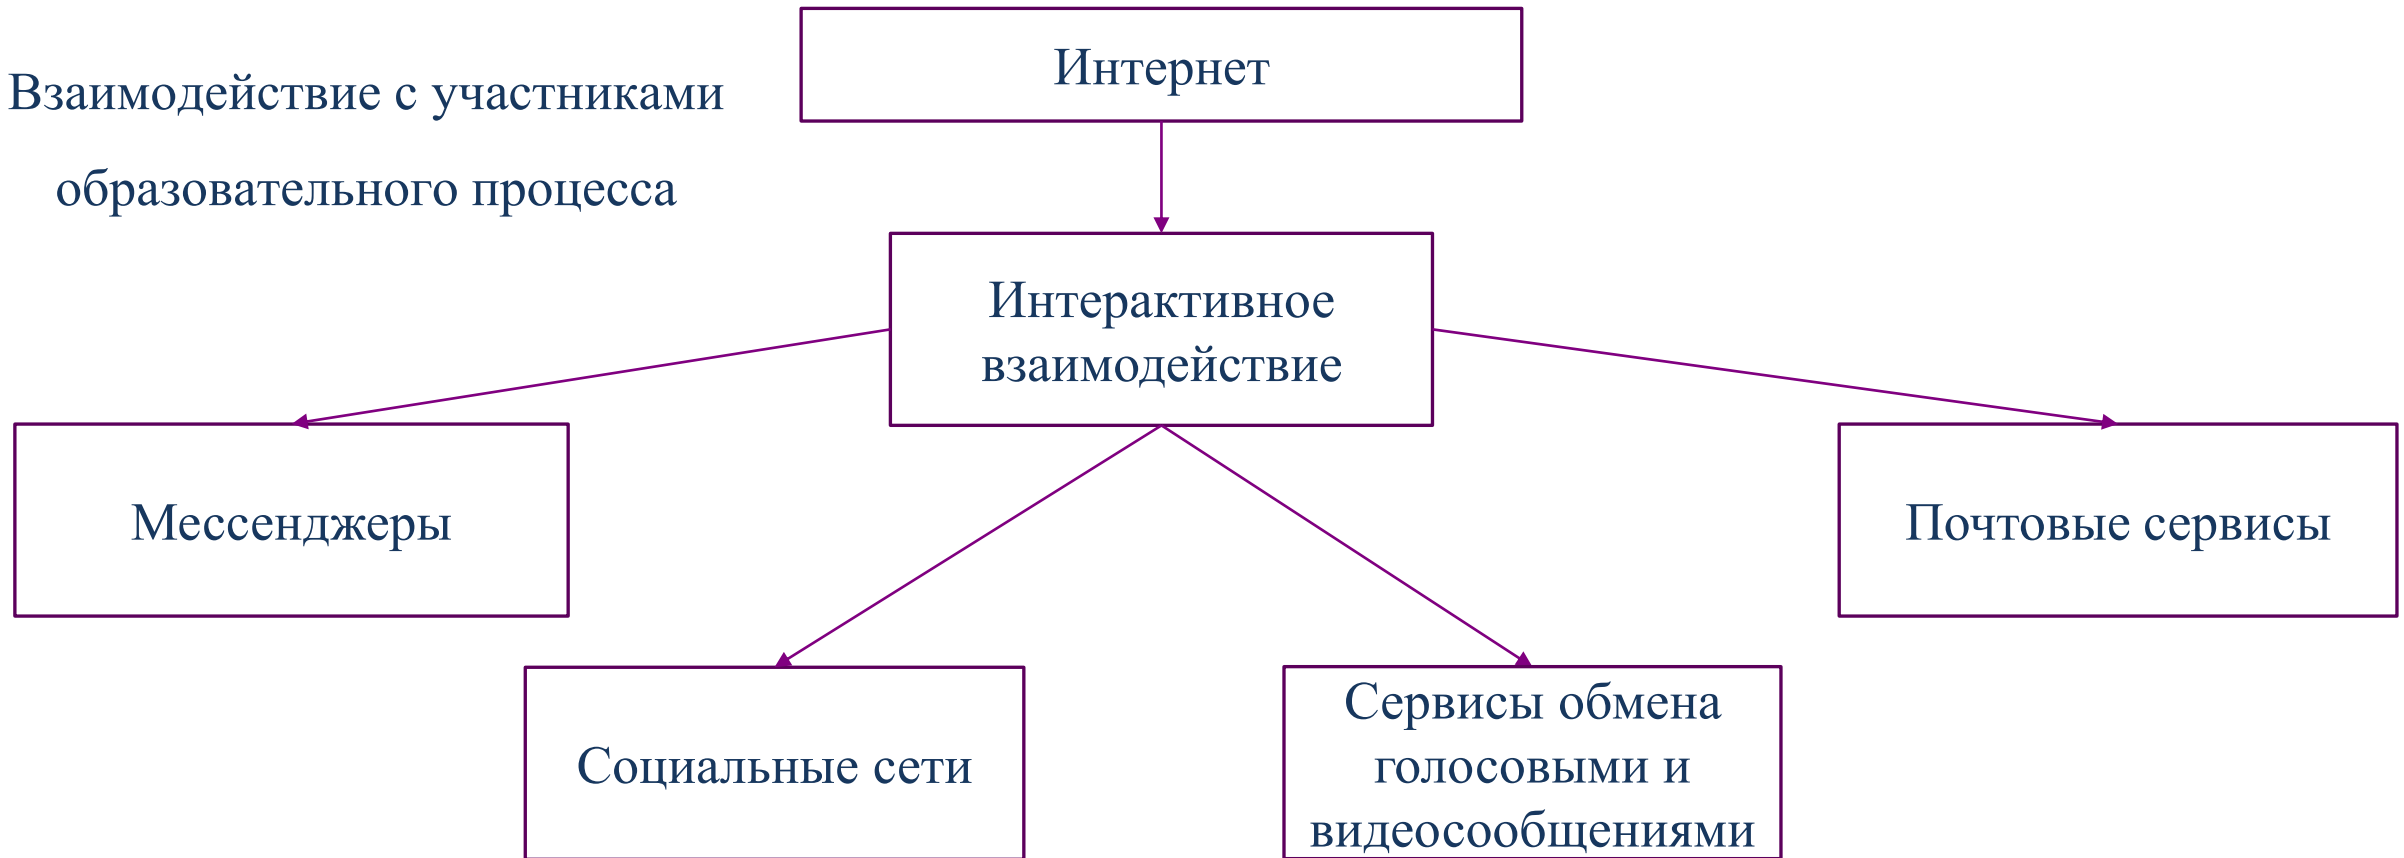 Взаимодействие с участниками
образовательного процесса
Интернет
Интерактивное
взаимодействие
Мессенджеры
Почтовые сервисы
Социальные сети
Сервисы обмена
голосовыми и
видеосообщениями